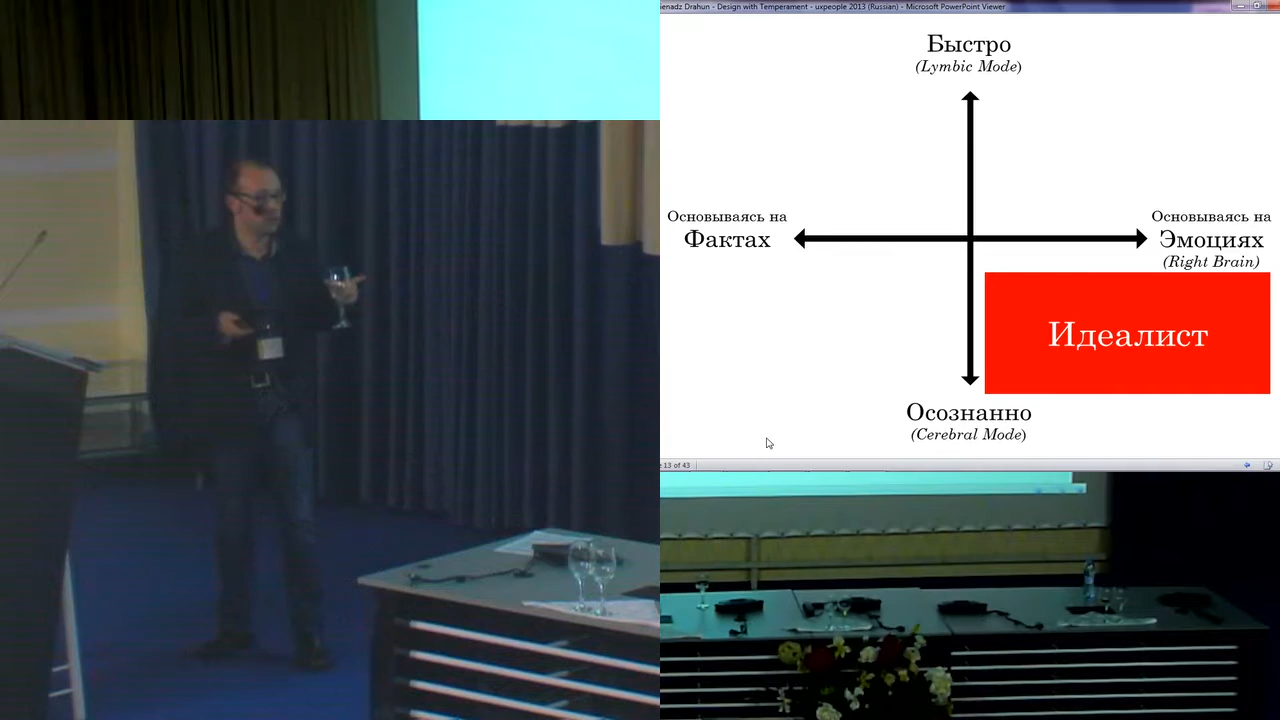 ienadz Drahun - Design with Temperament - uxpeople 2013 (Russian) - Microsoft PowerPoint Viewer
Быстро
(Lymbic Mode)
Основываясь на
Фактах
Основываясь на
Эмоциях
(Right Brain)
Идеалист
Осознанно
(Cerebral Mode)
13 of 43